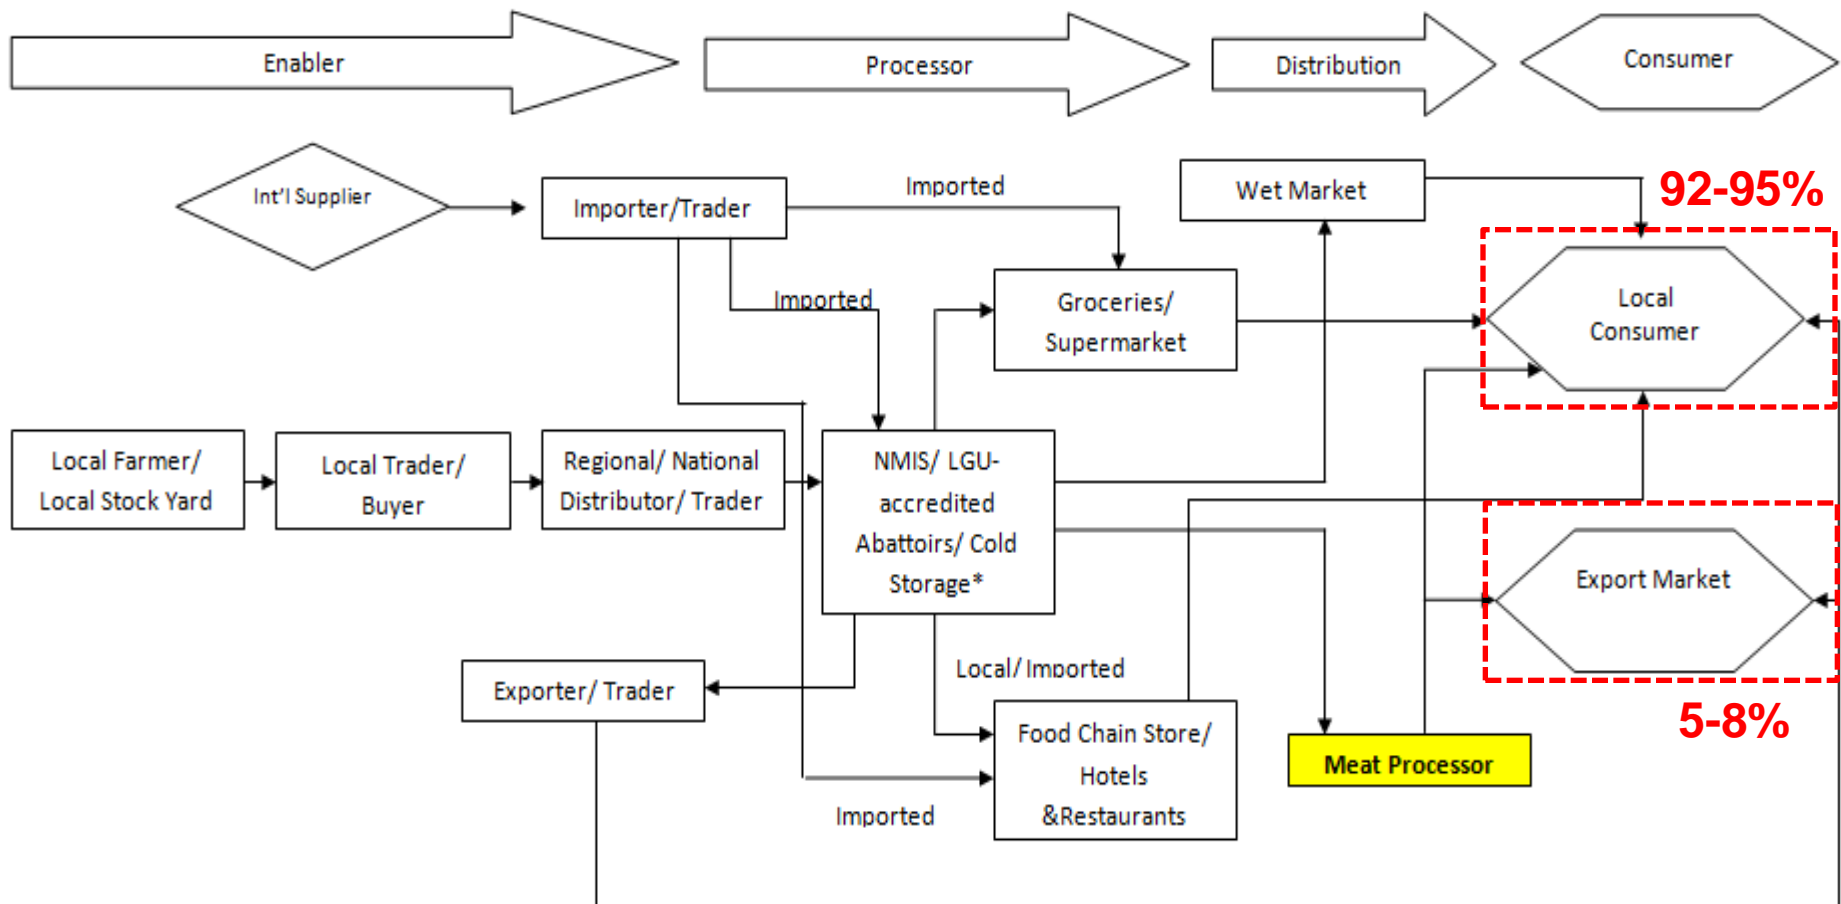 Enabler
Processor
Distribution
Consumer
Int'l Supplier
Importer/Trader
Imported
Wet Market
92-95%
Imported
Groceries/
Supermarket
Local
Consumer
Local Farmer/
Local Stock Yard
Local Trader/
Buyer
Regional/ National
Distributor/ Trader
NMIS/ LGU-
accredited
Abattoirs/ Cold
Storage*
Export Market
Exporter/ Trader
Local/ Imported
Food Chain Store/
Hotels
&Restaurants
Imported
Meat Processor
5-8%